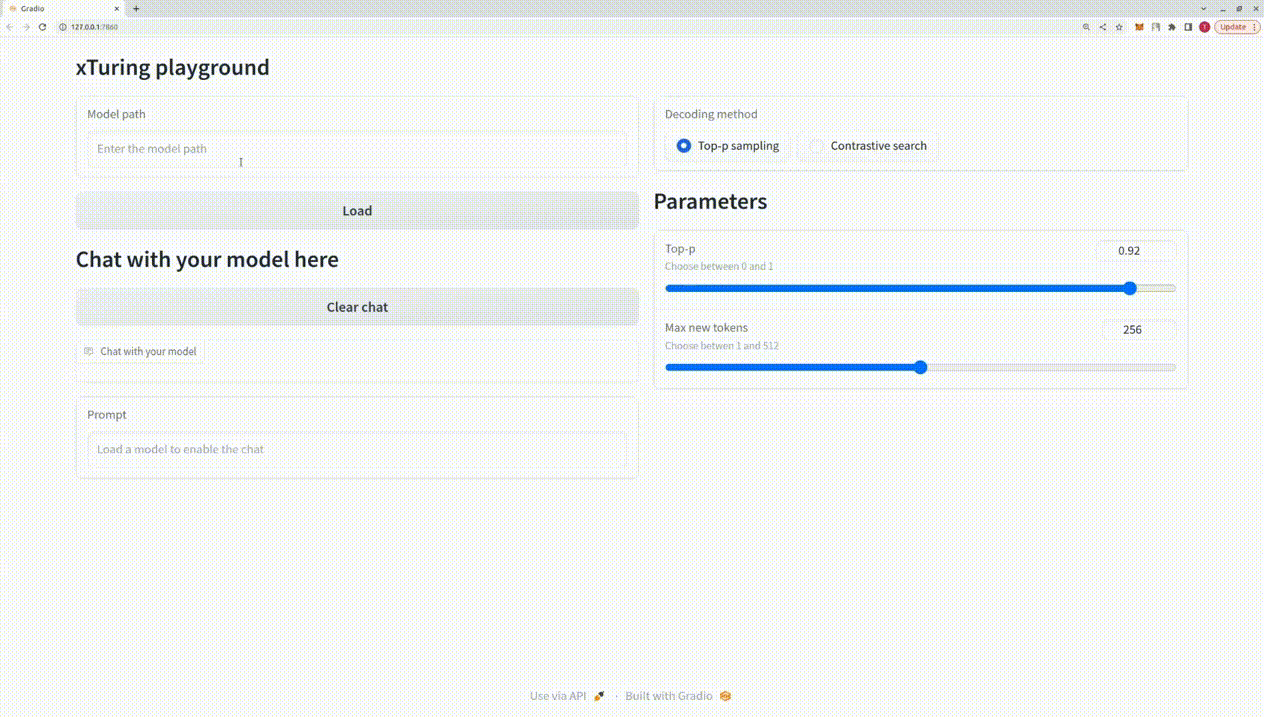 Gradio
127.0.0.1:7860
Update
xTuring playground
Model path
Enter the model path
Load
Chat with your model here
Clear chat
Chat with your model
Prompt
Load a model to enable the chat
Decoding method
Top-p sampling
Contrastive search
Parameters
Top-p
0.92
Choose between 0 and 1
Max new tokens
256
Choose betwen 1 and 512
Use via API · Built with Gradio